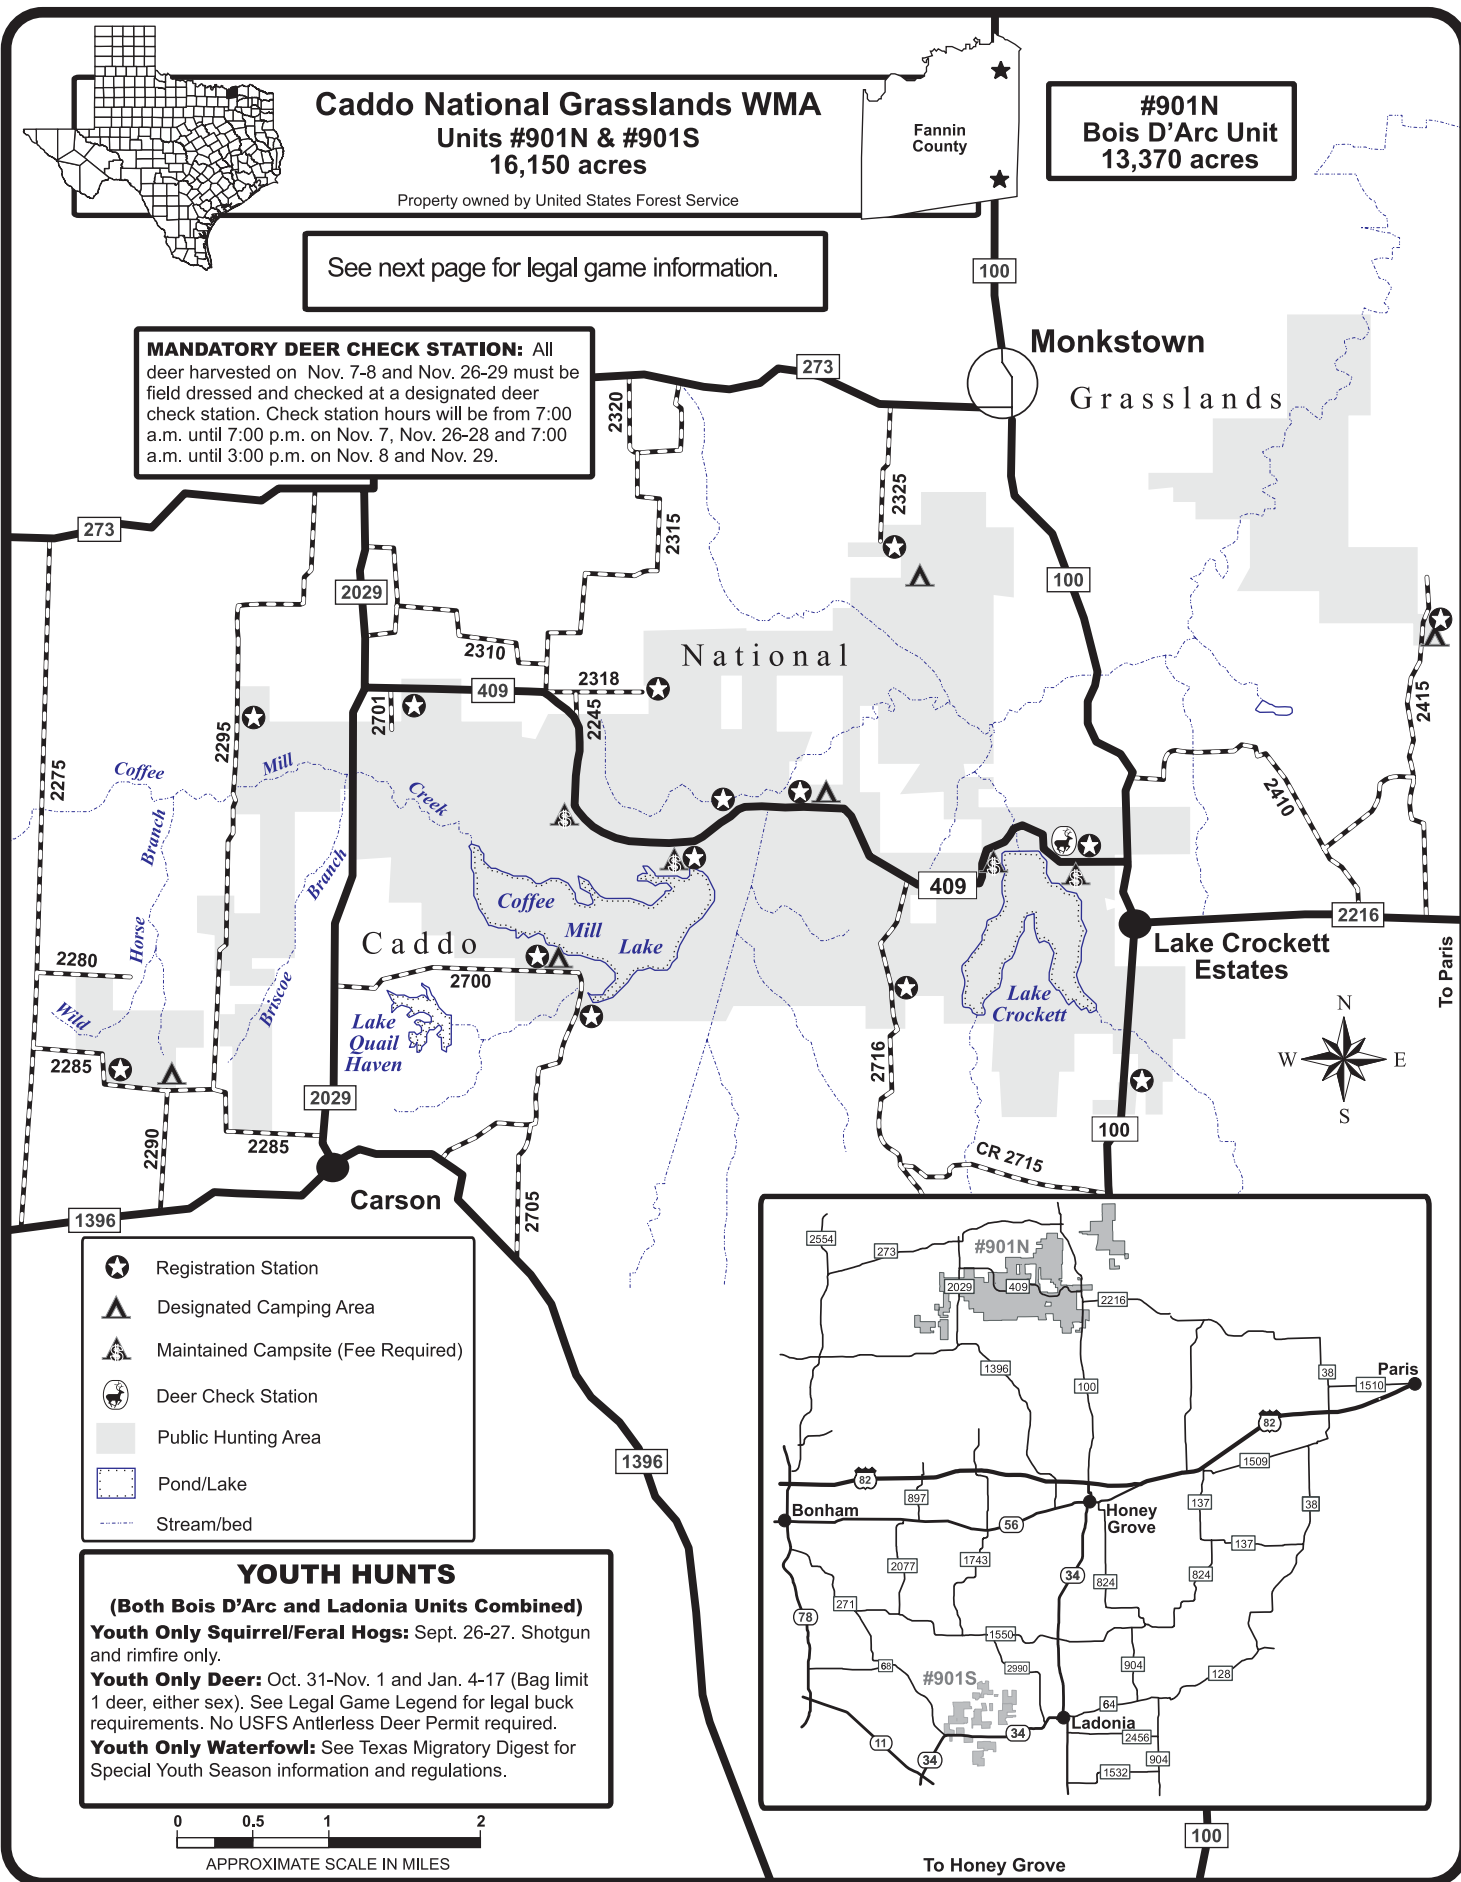 Caddo National Grasslands WMA
Units #901N & #901S
16,150 acres
Property owned by United States Forest Service
Fannin
County
#901N
Bois D'Arc Unit
13,370 acres
See next page for legal game information.
100
Monkstown
MANDATORY DEER CHECK STATION: All
deer harvested on Nov. 7-8 and Nov. 26-29 must be
field dressed and checked at a designated deer
check station. Check station hours will be from 7:00
a.m. until 7:00 p.m. on Nov. 7, Nov. 26-28 and 7:00
a.m. until 3:00 p.m. on Nov. 8 and Nov. 29.
273
Grasslands
2320
2325
2315
273
2029
100
2310
National
2318
409
2701
2245
2415
2295
2275
Coffee
Mill
Creek
2410
Branch
Branch
409
Coffee
Mill
Lake
2216
Horse
Caddo
Lake Crockett
Estates
To Paris
2280
2700
Wild
Briscoe
Lake
Quail
Haven
Lake
Crockett
N
W
E
S
2285
2716
2029
100
2290
2285
CR 2715
Carson
2705
1396
Registration Station
Designated Camping Area
$
Maintained Campsite (Fee Required)
Deer Check Station
Public Hunting Area
Pond/Lake
Stream/bed
1396
2554
273
#901N
2029
409
2216
1396
100
38
Paris
1510
82
82
1509
897
137
38
Bonham
Honey
Grove
56
137
2077
1743
34
824
824
271
78
1550
68
2990
904
128
#901S
64
Ladonia
34
2456
11
34
904
1532
YOUTH HUNTS
(Both Bois D'Arc and Ladonia Units Combined)
Youth Only Squirrel/Feral Hogs: Sept. 26-27. Shotgun
and rimfire only.
Youth Only Deer: Oct. 31-Nov. 1 and Jan. 4-17 (Bag limit
1 deer, either sex). See Legal Game Legend for legal buck
requirements. No USFS Antlerless Deer Permit required.
Youth Only Waterfowl: See Texas Migratory Digest for
Special Youth Season information and regulations.
0 0.5 1 2
APPROXIMATE SCALE IN MILES
100
To Honey Grove